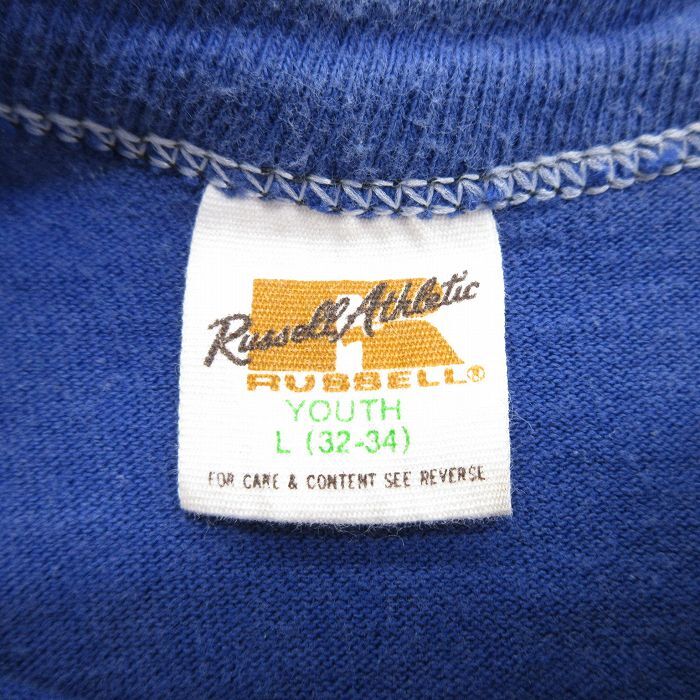 Russell Athletic
R
RUSSELL®
YOUTH
L (32-34)
FOR CARE & CONTENT SEE REVERSE